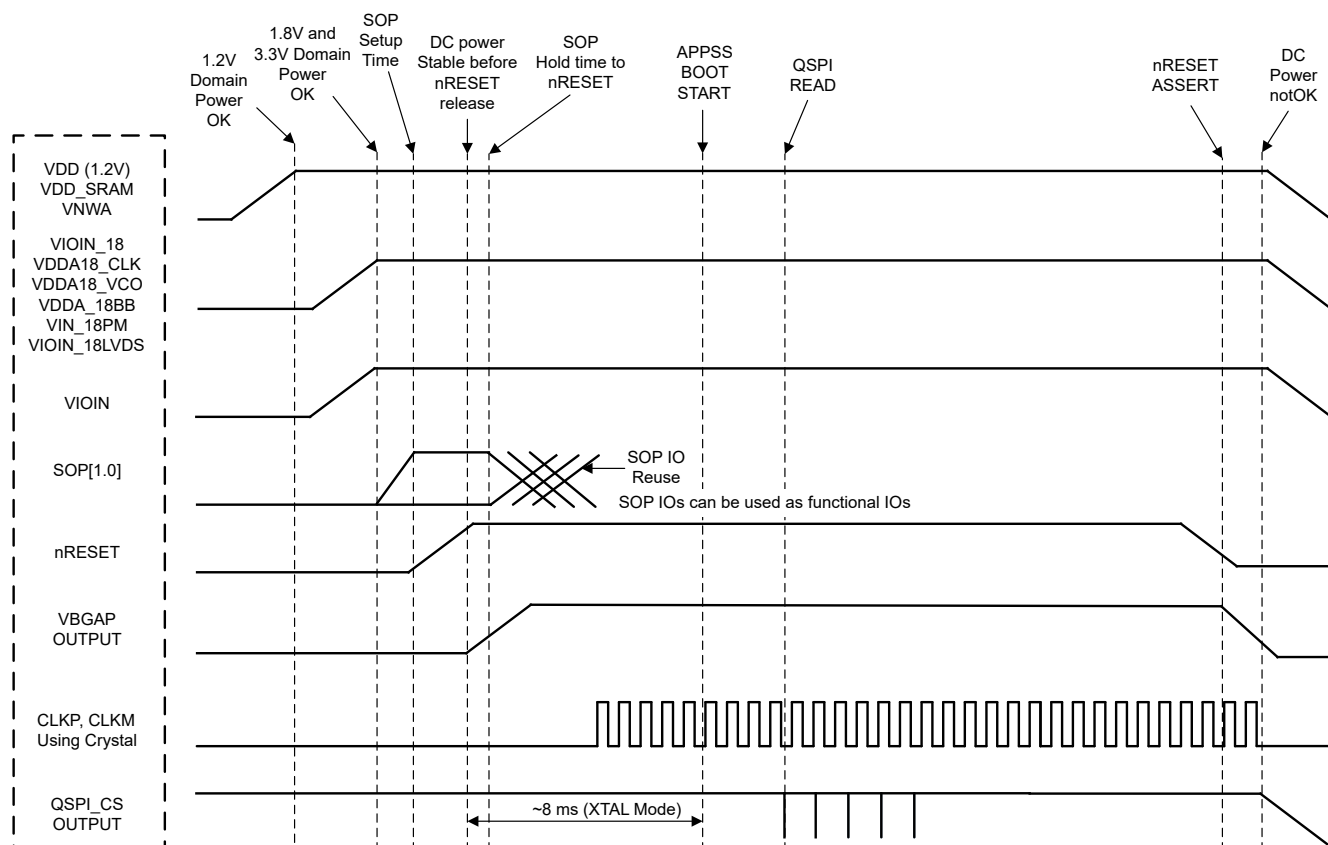 1.2V
Domain
Power
OK
1.8V and
3.3V Domain
Power
OK
SOP
Setup
Time
DC power
Stable before
nRESET
release
SOP
Hold time to
nRESET
APPSS
BOOT
START
QSPI
READ
nRESET
ASSERT
DC
Power
notOK
VDD (1.2V)
VDD_SRAM
VNWA
VIOIN_18
VDDA18_CLK
VDDA18_VCO
VDDA_18BB
VIN_18PM
VIOIN_18LVDS
VIOIN
SOP[1.0]
SOP IO
Reuse
SOP IOs can be used as functional IOs
nRESET
VBGAP
OUTPUT
CLKP, CLKM
Using Crystal
QSPI_CS
OUTPUT
~8 ms (XTAL Mode)